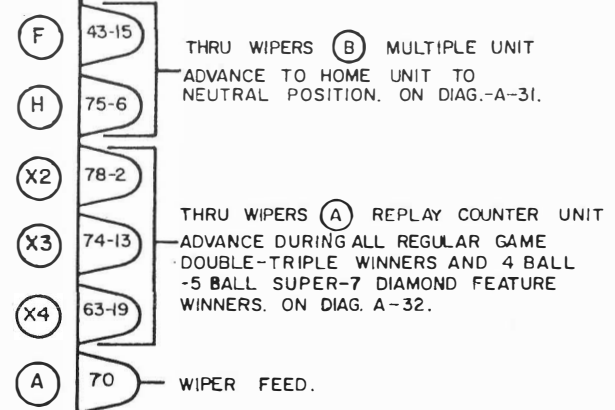 F 43-15
THRU WIPERS B MULTIPLE UNIT
ADVANCE TO HOME UNIT TO
NEUTRAL POSITION. ON DIAG.-A-31.
H 75-6
X2 78-2
THRU WIPERS A REPLAY COUNTER UNIT
X3 74-13
ADVANCE DURING ALL REGULAR GAME
DOUBLE-TRIPLE WINNERS AND 4 BALL
-5 BALL SUPER-7 DIAMOND FEATURE
WINNERS. ON DIAG. A-32.
X4 63-19
A 70 WIPER FEED.